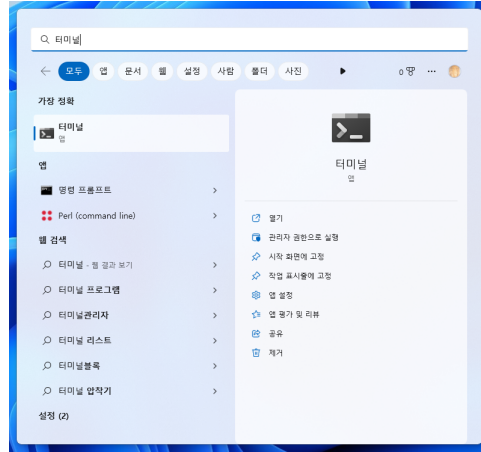 터미널
모두 앱 문서 웹 설정 사람 폴더 사진 0
가장 정확
터미널
앱
앱
명령 프롬프트
Perl (command line)
웹 검색
터미널 - 웹 결과 보기
터미널 프로그램
터미널관리자
터미널 리스트
터미널블록
터미널 압착기
설정 (2)
터미널
앱
열기
관리자 권한으로 실행
시작 화면에 고정
작업 표시줄에 고정
앱 설정
앱 평가 및 리뷰
공유
제거